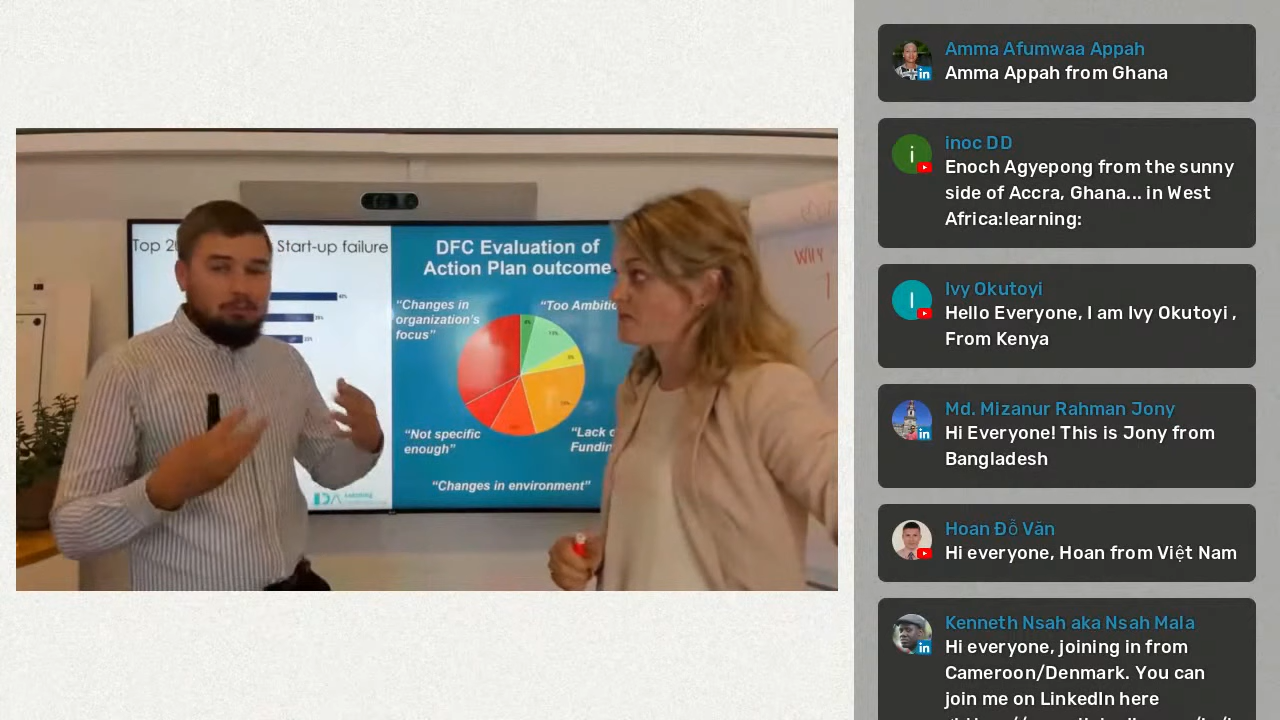 Top 2
Start-up failure
DFC Evaluation of
Action Plan outcome
"Changes in
organization's
focus"
"Too Ambitio
"Not specific
enough"
"Lack o
Fundin
"Changes in environment"
IDA Learning
WHY
Amma Afumwaa Appah
Amma Appah from Ghana
inoc DD
Enoch Agyepong from the sunny
side of Accra, Ghana... in West
Africa:learning:
Ivy Okutoyi
Hello Everyone, I am Ivy Okutoyi ,
From Kenya
Md. Mizanur Rahman Jony
Hi Everyone! This is Jony from
Bangladesh
Hoan Đỗ Văn
Hi everyone, Hoan from Việt Nam
Kenneth Nsah aka Nsah Mala
Hi everyone, joining in from
Cameroon/Denmark. You can
join me on LinkedIn here